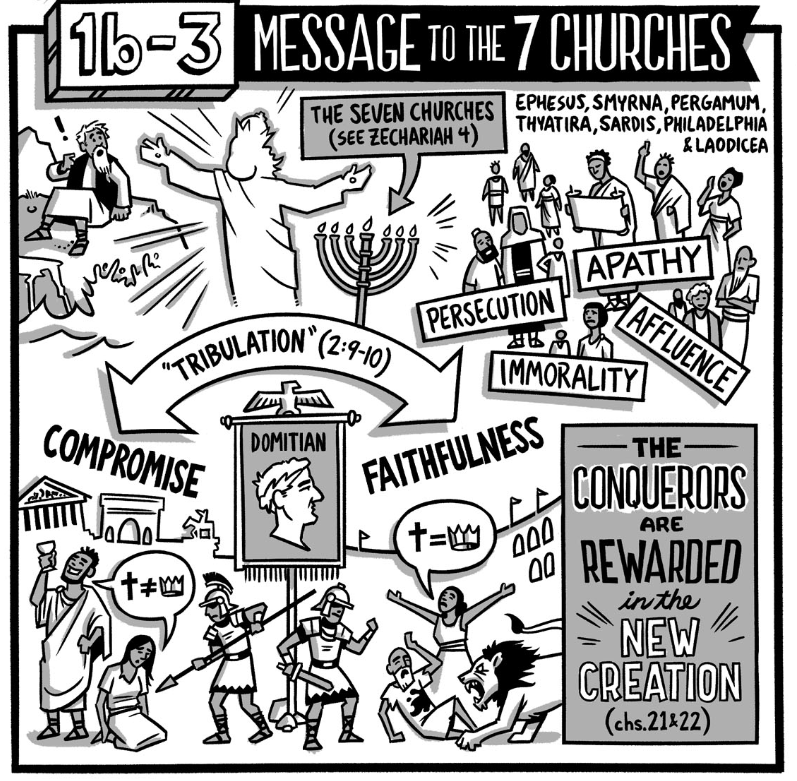 1b-3
MESSAGE TO THE 7 CHURCHES
!
THE SEVEN CHURCHES
(SEE ZECHARIAH 4)
EPHESUS, SMYRNA, PERGAMUM,
THYATIRA, SARDIS, PHILADELPHIA
& LAODICEA
APATHY
PERSECUTION
AFFLUENCE
IMMORALITY
"TRIBULATION" (2:9-10)
COMPROMISE
DOMITIAN
FAITHFULNESS
✝≠👑
✝=👑
THE
CONQUERORS
ARE
REWARDED
in the
NEW
CREATION
(chs. 21&22)